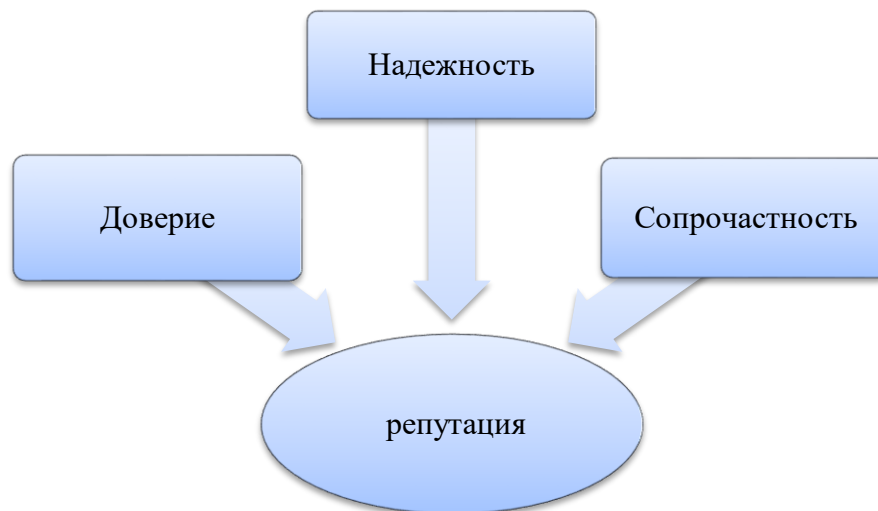 Надежность
Доверие
Сопрочастность
репутация